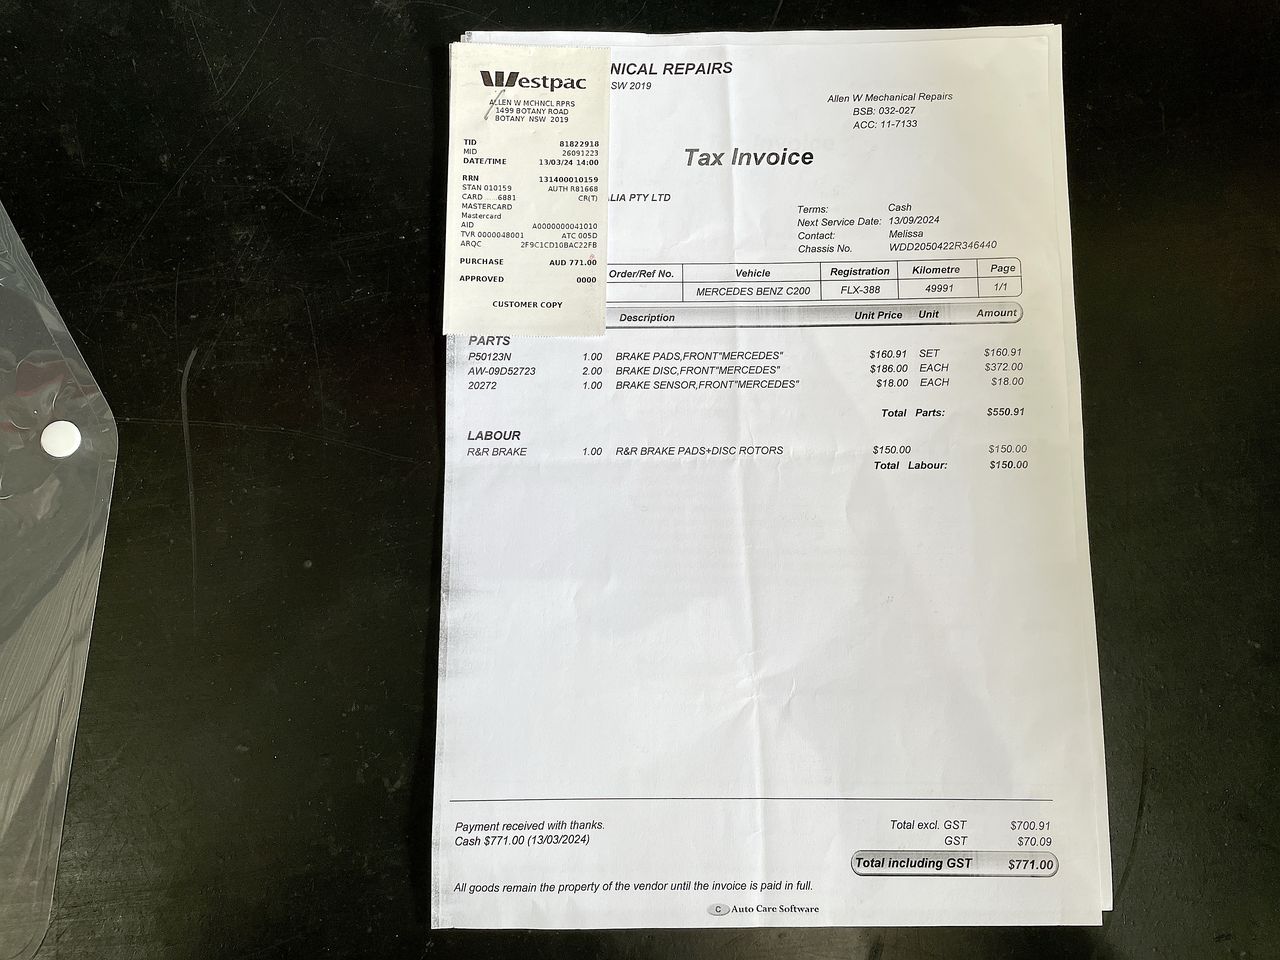 Westpac
ALLEN W MCHNCL RPRS
1499 BOTANY ROAD
BOTANY NSW 2019
TID 81822918
MID 26091223
DATE/TIME 13/03/24 14:00
RRN 131400010159
STAN 010159 AUTH R81668
CARD ....6881 CR(T)
MASTERCARD
Mastercard
AID A0000000041010
TVR 0000048001 ATC 005D
ARQC 2F9C1CD10BAC22FB
PURCHASE AUD 771.00
APPROVED 0000
CUSTOMER COPY
NICAL REPAIRS
SW 2019
Allen W Mechanical Repairs
BSB: 032-027
ACC: 11-7133
Tax Invoice
ALIA PTY LTD
Terms: Cash
Next Service Date: 13/09/2024
Contact: Melissa
Chassis No. WDD2050422R346440
Order/Ref No. Vehicle Registration Kilometre Page
MERCEDES BENZ C200 FLX-388 49991 1/1
Description Unit Price Unit Amount
PARTS
P50123N 1.00 BRAKE PADS,FRONT"MERCEDES" $160.91 SET $160.91
AW-09D52723 2.00 BRAKE DISC,FRONT"MERCEDES" $186.00 EACH $372.00
20272 1.00 BRAKE SENSOR,FRONT"MERCEDES" $18.00 EACH $18.00
Total Parts: $550.91
LABOUR
R&R BRAKE 1.00 R&R BRAKE PADS+DISC ROTORS $150.00 $150.00
Total Labour: $150.00
Payment received with thanks.
Cash $771.00 (13/03/2024)
Total excl. GST $700.91
GST $70.09
Total including GST $771.00
All goods remain the property of the vendor until the invoice is paid in full.
C Auto Care Software